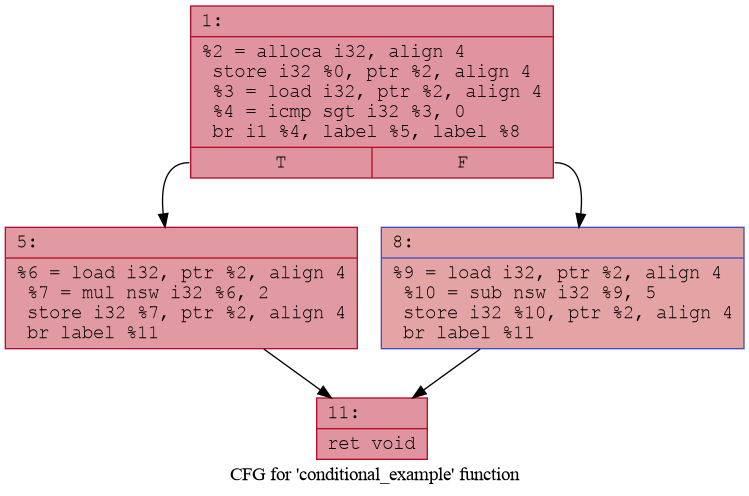 1:
%2 = alloca i32, align 4
store i32 %0, ptr %2, align 4
%3 = load i32, ptr %2, align 4
%4 = icmp sgt i32 %3, 0
br i1 %4, label %5, label %8
T F
5:
%6 = load i32, ptr %2, align 4
%7 = mul nsw i32 %6, 2
store i32 %7, ptr %2, align 4
br label %11
8:
%9 = load i32, ptr %2, align 4
%10 = sub nsw i32 %9, 5
store i32 %10, ptr %2, align 4
br label %11
11:
ret void
CFG for 'conditional_example' function